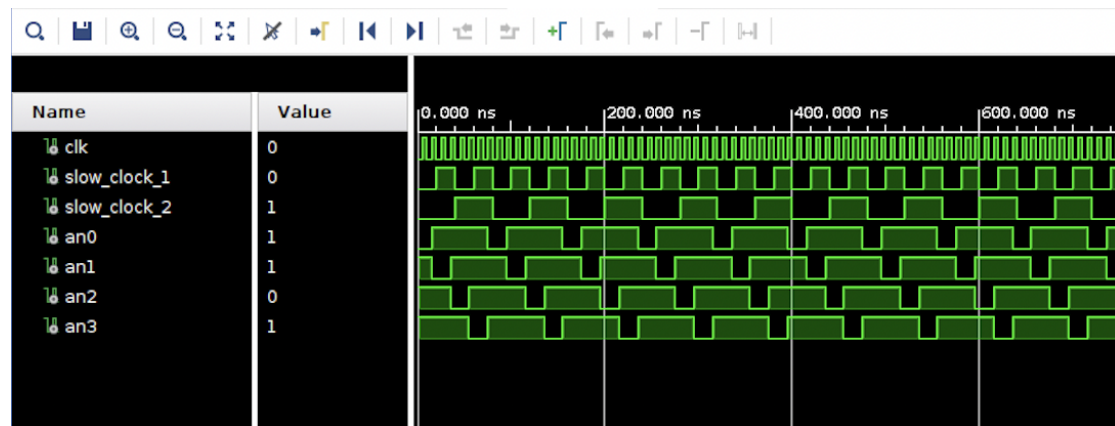 Name Value 0.000 ns 200.000 ns 400.000 ns 600.000 ns
clk 0
slow_clock_1 0
slow_clock_2 1
an0 1
an1 1
an2 0
an3 1